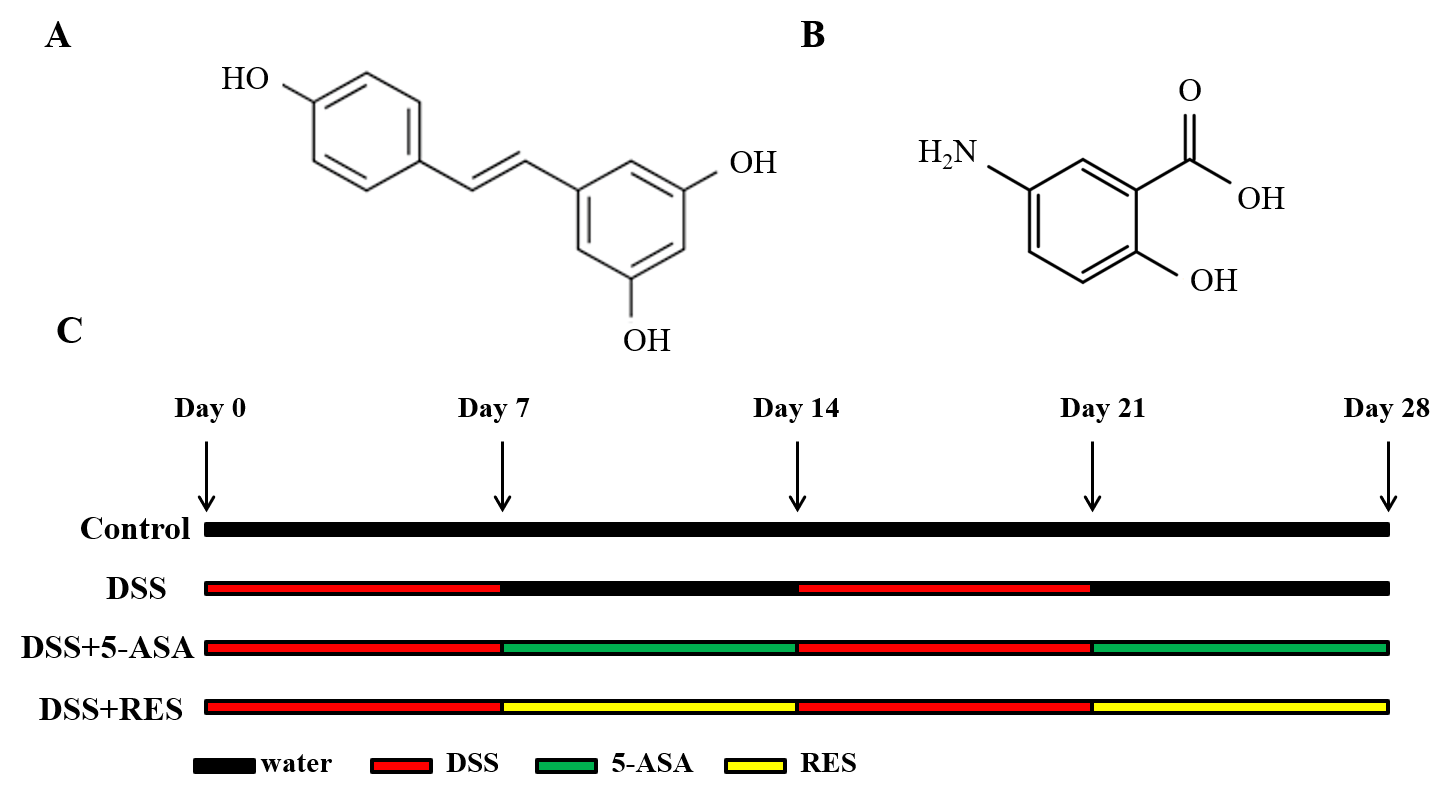 A
B
HO
OH
OH
O
H₂N
OH
OH
C
Day 0 Day 7 Day 14 Day 21 Day 28
Control
DSS
DSS+5-ASA
DSS+RES
water DSS 5-ASA RES